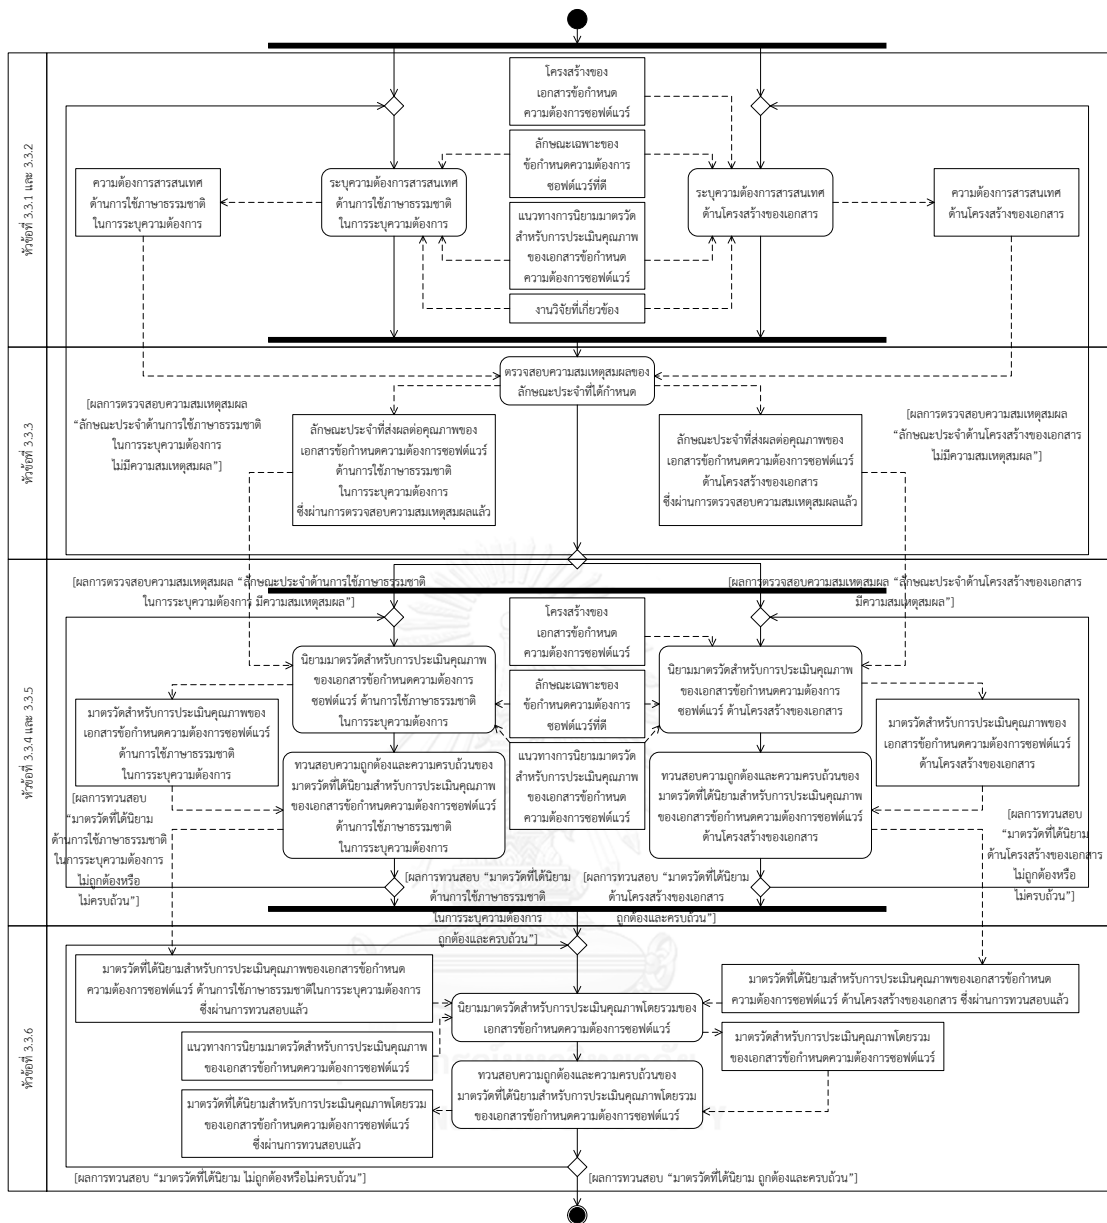 หัวข้อที่ 3.3.1 และ 3.3.2
โครงสร้างของ
เอกสารข้อกำหนด
ความต้องการซอฟต์แวร์
ลักษณะเฉพาะของ
ข้อกำหนดความต้องการ
ซอฟต์แวร์ที่ดี
ความต้องการสารสนเทศ
ด้านการใช้ภาษาธรรมชาติ
ในการระบุความต้องการ
ระบุความต้องการสารสนเทศ
ด้านการใช้ภาษาธรรมชาติ
ในการระบุความต้องการ
ระบุความต้องการสารสนเทศ
ด้านโครงสร้างของเอกสาร
ความต้องการสารสนเทศ
ด้านโครงสร้างของเอกสาร
แนวทางการนิยามมาตรวัด
สำหรับการประเมินคุณภาพ
ของเอกสารข้อกำหนด
ความต้องการซอฟต์แวร์
งานวิจัยที่เกี่ยวข้อง
หัวข้อที่ 3.3.3
ตรวจสอบความสมเหตุสมผลของ
ลักษณะประจำที่ได้กำหนด
[ผลการตรวจสอบความสมเหตุสมผล
“ลักษณะประจำด้านการใช้ภาษาธรรมชาติ
ในการระบุความต้องการ
ไม่มีความสมเหตุสมผล”]
ลักษณะประจำที่ส่งผลต่อคุณภาพของ
เอกสารข้อกำหนดความต้องการซอฟต์แวร์
ด้านการใช้ภาษาธรรมชาติ
ในการระบุความต้องการ
ซึ่งผ่านการตรวจสอบความสมเหตุสมผลแล้ว
ลักษณะประจำที่ส่งผลต่อคุณภาพของ
เอกสารข้อกำหนดความต้องการซอฟต์แวร์
ด้านโครงสร้างของเอกสาร
ซึ่งผ่านการตรวจสอบความสมเหตุสมผลแล้ว
[ผลการตรวจสอบความสมเหตุสมผล
“ลักษณะประจำด้านโครงสร้างของเอกสาร
ไม่มีความสมเหตุสมผล”]
หัวข้อที่ 3.3.4 และ 3.3.5
[ผลการตรวจสอบความสมเหตุสมผล “ลักษณะประจำด้านการใช้ภาษาธรรมชาติ
ในการระบุความต้องการ มีความสมเหตุสมผล”]
[ผลการตรวจสอบความสมเหตุสมผล “ลักษณะประจำด้านโครงสร้างของเอกสาร
มีความสมเหตุสมผล”]
โครงสร้างของ
เอกสารข้อกำหนด
ความต้องการซอฟต์แวร์
นิยามมาตรวัดสำหรับการประเมินคุณภาพ
ของเอกสารข้อกำหนดความต้องการ
ซอฟต์แวร์ ด้านการใช้ภาษาธรรมชาติ
ในการระบุความต้องการ
ลักษณะเฉพาะของ
ข้อกำหนดความต้องการ
ซอฟต์แวร์ที่ดี
นิยามมาตรวัดสำหรับการประเมินคุณภาพ
ของเอกสารข้อกำหนดความต้องการ
ซอฟต์แวร์ ด้านโครงสร้างของเอกสาร
มาตรวัดสำหรับการประเมินคุณภาพของ
เอกสารข้อกำหนดความต้องการซอฟต์แวร์
ด้านการใช้ภาษาธรรมชาติ
ในการระบุความต้องการ
มาตรวัดสำหรับการประเมินคุณภาพของ
เอกสารข้อกำหนดความต้องการซอฟต์แวร์
ด้านโครงสร้างของเอกสาร
แนวทางการนิยามมาตรวัด
สำหรับการประเมินคุณภาพ
ของเอกสารข้อกำหนด
ความต้องการซอฟต์แวร์
ทวนสอบความถูกต้องและความครบถ้วนของ
มาตรวัดที่ได้นิยามสำหรับการประเมินคุณภาพ
ของเอกสารข้อกำหนดความต้องการซอฟต์แวร์
ด้านการใช้ภาษาธรรมชาติ
ในการระบุความต้องการ
ทวนสอบความถูกต้องและความครบถ้วนของ
มาตรวัดที่ได้นิยามสำหรับการประเมินคุณภาพ
ของเอกสารข้อกำหนดความต้องการซอฟต์แวร์
ด้านโครงสร้างของเอกสาร
[ผลการทวนสอบ
“มาตรวัดที่ได้นิยาม
ด้านการใช้ภาษาธรรมชาติ
ในการระบุความต้องการ
ไม่ถูกต้องหรือ
ไม่ครบถ้วน”]
[ผลการทวนสอบ
“มาตรวัดที่ได้นิยาม
ด้านโครงสร้างของเอกสาร
ไม่ถูกต้องหรือ
ไม่ครบถ้วน”]
[ผลการทวนสอบ “มาตรวัดที่ได้นิยาม
ด้านการใช้ภาษาธรรมชาติ
ในการระบุความต้องการ
ถูกต้องและครบถ้วน”]
[ผลการทวนสอบ “มาตรวัดที่ได้นิยาม
ด้านโครงสร้างของเอกสาร
ถูกต้องและครบถ้วน”]
หัวข้อที่ 3.3.6
มาตรวัดที่ได้นิยามสำหรับการประเมินคุณภาพของเอกสารข้อกำหนด
ความต้องการซอฟต์แวร์ ด้านการใช้ภาษาธรรมชาติในการระบุความต้องการ
ซึ่งผ่านการทวนสอบแล้ว
มาตรวัดที่ได้นิยามสำหรับการประเมินคุณภาพของเอกสารข้อกำหนด
ความต้องการซอฟต์แวร์ ด้านโครงสร้างของเอกสาร ซึ่งผ่านการทวนสอบแล้ว
นิยามมาตรวัดสำหรับการประเมินคุณภาพโดยรวมของ
เอกสารข้อกำหนดความต้องการซอฟต์แวร์
แนวทางการนิยามมาตรวัดสำหรับการประเมินคุณภาพ
ของเอกสารข้อกำหนดความต้องการซอฟต์แวร์
มาตรวัดสำหรับการประเมินคุณภาพโดยรวม
ของเอกสารข้อกำหนดความต้องการซอฟต์แวร์
ทวนสอบความถูกต้องและความครบถ้วนของ
มาตรวัดที่ได้นิยามสำหรับการประเมินคุณภาพโดยรวม
ของเอกสารข้อกำหนดความต้องการซอฟต์แวร์
มาตรวัดที่ได้นิยามสำหรับการประเมินคุณภาพโดยรวม
ของเอกสารข้อกำหนดความต้องการซอฟต์แวร์
ซึ่งผ่านการทวนสอบแล้ว
[ผลการทวนสอบ “มาตรวัดที่ได้นิยาม ไม่ถูกต้องหรือไม่ครบถ้วน”]
[ผลการทวนสอบ “มาตรวัดที่ได้นิยาม ถูกต้องและครบถ้วน”]